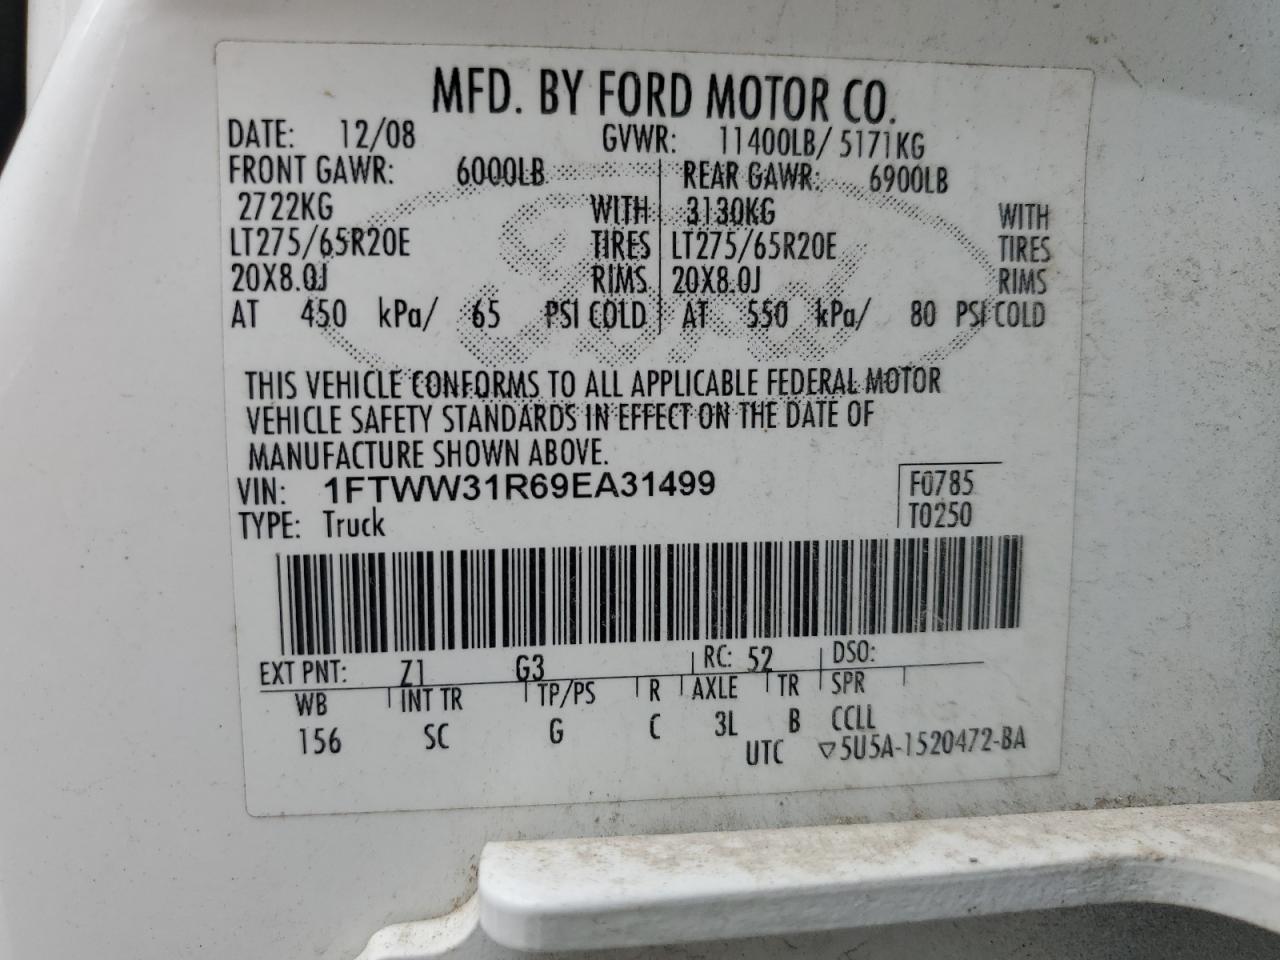 MFD. BY FORD MOTOR CO.
DATE: 12/08 GVWR: 11400LB/ 5171KG
FRONT GAWR: 6000LB REAR GAWR: 6900LB
2722KG WITH 3130KG WITH
LT275/65R20E TIRES LT275/65R20E TIRES
20X8.0J RIMS 20X8.0J RIMS
AT 450 kPa/ 65 PSI COLD AT 550 kPa/ 80 PSI COLD
THIS VEHICLE CONFORMS TO ALL APPLICABLE FEDERAL MOTOR
VEHICLE SAFETY STANDARDS IN EFFECT ON THE DATE OF
MANUFACTURE SHOWN ABOVE.
VIN: 1FTWW31R69EA31499 F0785
TYPE: Truck T0250
EXT PNT: Z1 G3 RC: 52 DSO:
WB INT TR TP/PS R AXLE TR SPR
156 SC G C 3L B CCLL
UTC ▽5U5A-1520472-BA